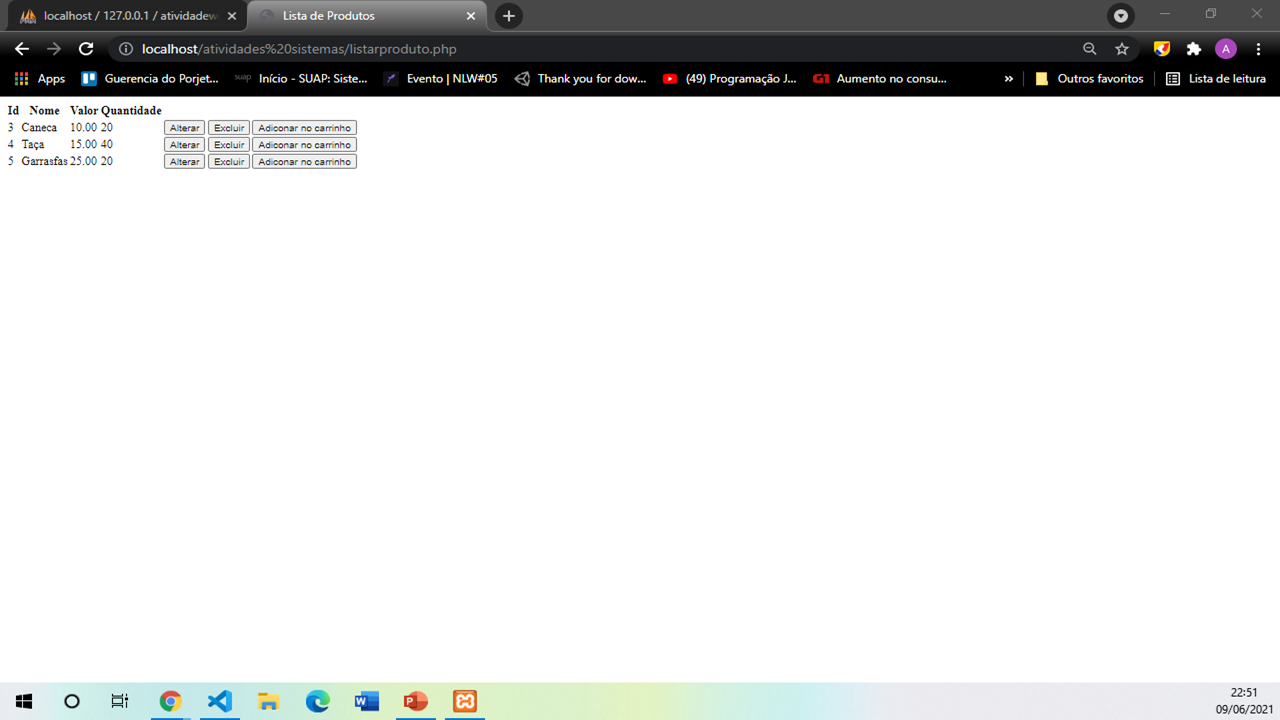 localhost / 127.0.0.1 / atividadew
Lista de Produtos
localhost/atividades%20sistemas/listarproduto.php
A
Apps
Guerencia do Porjet...
suap Início - SUAP: Siste...
Evento | NLW#05
Thank you for dow...
(49) Programação J...
G1 Aumento no consu...
»
Outros favoritos
Lista de leitura
Id Nome Valor Quantidade
3 Caneca 10.00 20 Alterar Excluir Adiconar no carrinho
4 Taça 15.00 40 Alterar Excluir Adiconar no carrinho
5 Garrasfas 25.00 20 Alterar Excluir Adiconar no carrinho
22:51
09/06/2021